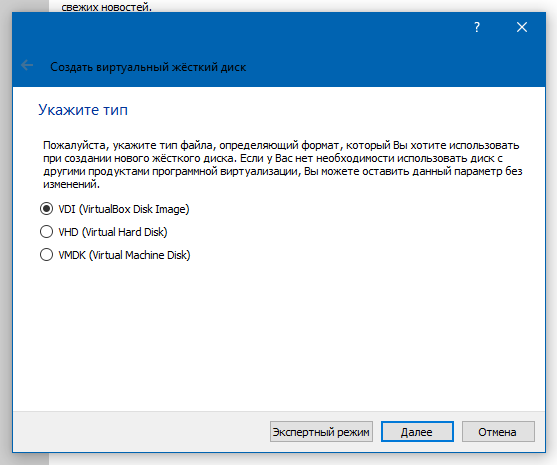 свежих новостей.
?
Создать виртуальный жёсткий диск
Укажите тип
Пожалуйста, укажите тип файла, определяющий формат, который Вы хотите использовать
при создании нового жёсткого диска. Если у Вас нет необходимости использовать диск с
другими продуктами программной виртуализации, Вы можете оставить данный параметр без
изменений.
VDI (VirtualBox Disk Image)
VHD (Virtual Hard Disk)
VMDK (Virtual Machine Disk)
Экспертный режим Далее Отмена